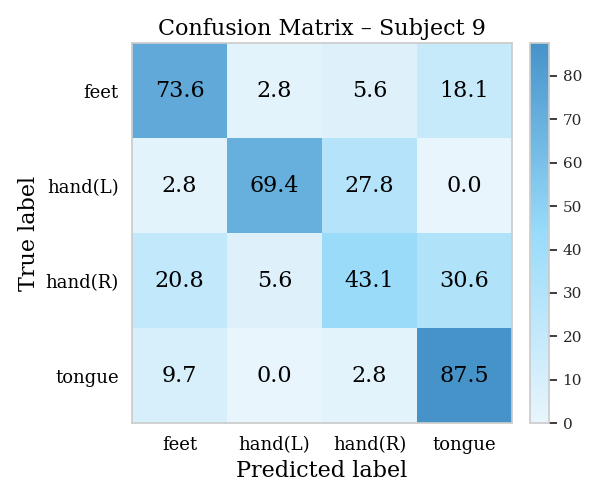 Confusion Matrix – Subject 9
feet 73.6 2.8 5.6 18.1
hand(L) 2.8 69.4 27.8 0.0
hand(R) 20.8 5.6 43.1 30.6
tongue 9.7 0.0 2.8 87.5
feet hand(L) hand(R) tongue
Predicted label
True label
80
70
60
50
40
30
20
10
0